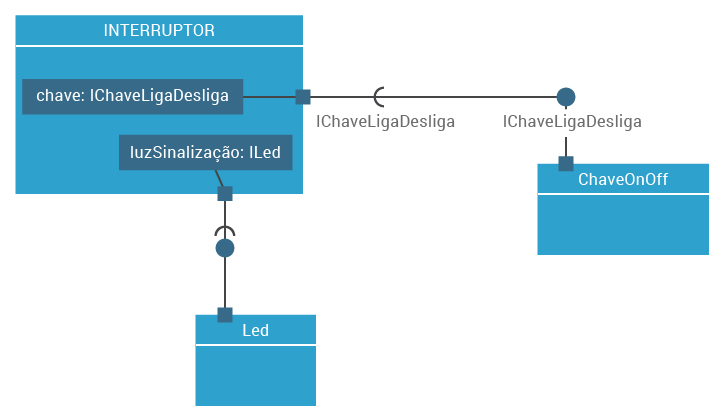 INTERRUPTOR
chave: IChaveLigaDesliga
IChaveLigaDesliga
IChaveLigaDesliga
luzSinalização: ILed
ChaveOnOff
Led